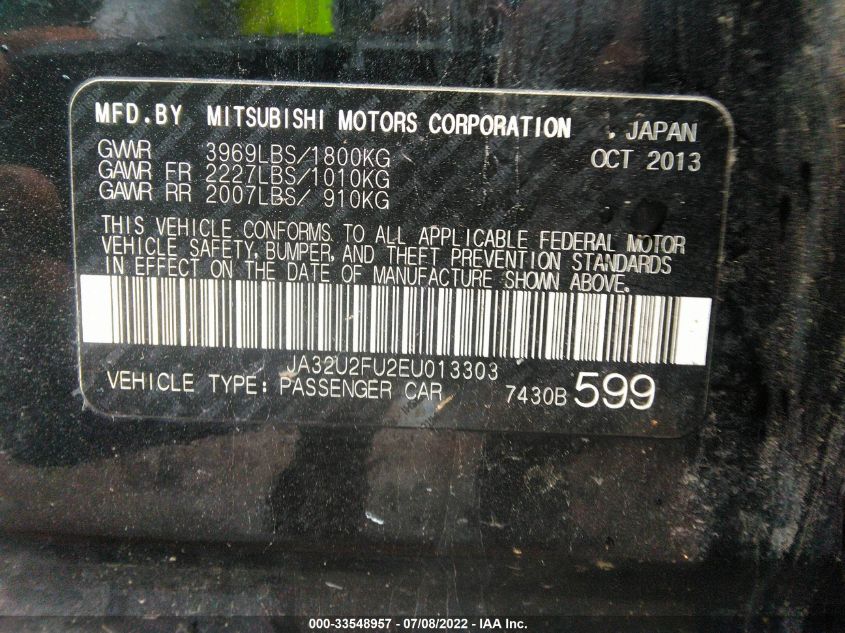 MFD.BY MITSUBISHI MOTORS CORPORATION , JAPAN
GVWR 3969LBS/1800KG OCT 2013
GAWR FR 2227LBS/1010KG
GAWR RR 2007LBS/ 910KG
THIS VEHICLE CONFORMS TO ALL APPLICABLE FEDERAL MOTOR
VEHICLE SAFETY, BUMPER, AND THEFT PREVENTION STANDARDS
IN EFFECT ON THE DATE OF MANUFACTURE SHOWN ABOVE.
JA32U2FU2EU013303
VEHICLE TYPE: PASSENGER CAR 7430B 599
000-33548957 - 07/08/2022 - IAA Inc.